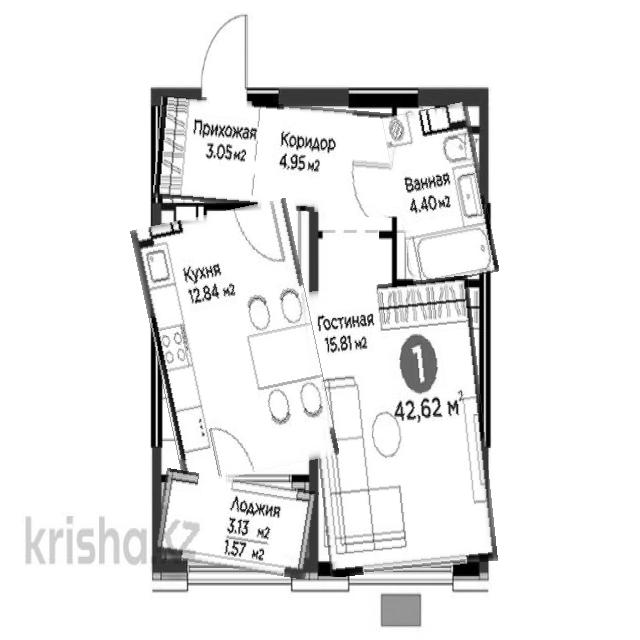 Прихожая
3.05 м2
Коридор
4.95 м2
Ванная
4.40 м2
Кухня
12.84 м2
Гостиная
15.81 м2
1
42,62 м2
Лоджия
3.13 м2
1.57 м2
krisha.kz